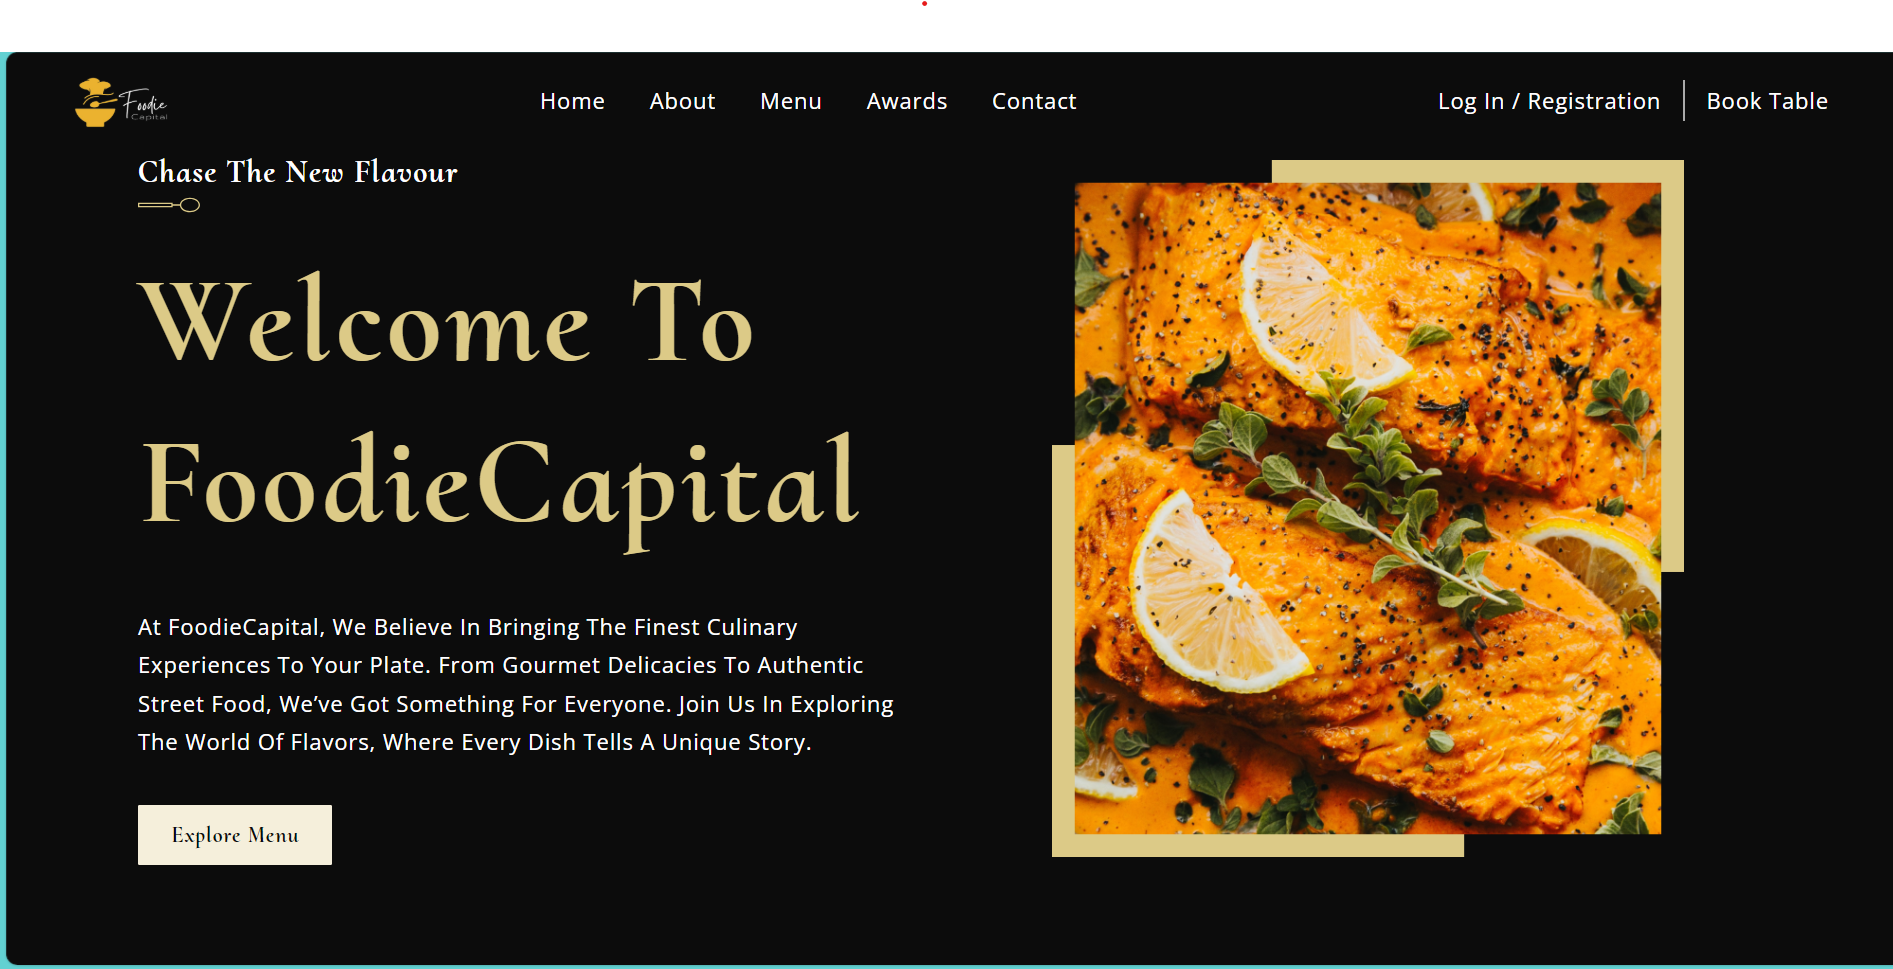 Foodie
Capital
Home About Menu Awards Contact
Log In / Registration Book Table
Chase The New Flavour
Welcome To
FoodieCapital
At FoodieCapital, We Believe In Bringing The Finest Culinary
Experiences To Your Plate. From Gourmet Delicacies To Authentic
Street Food, We’ve Got Something For Everyone. Join Us In Exploring
The World Of Flavors, Where Every Dish Tells A Unique Story.
Explore Menu